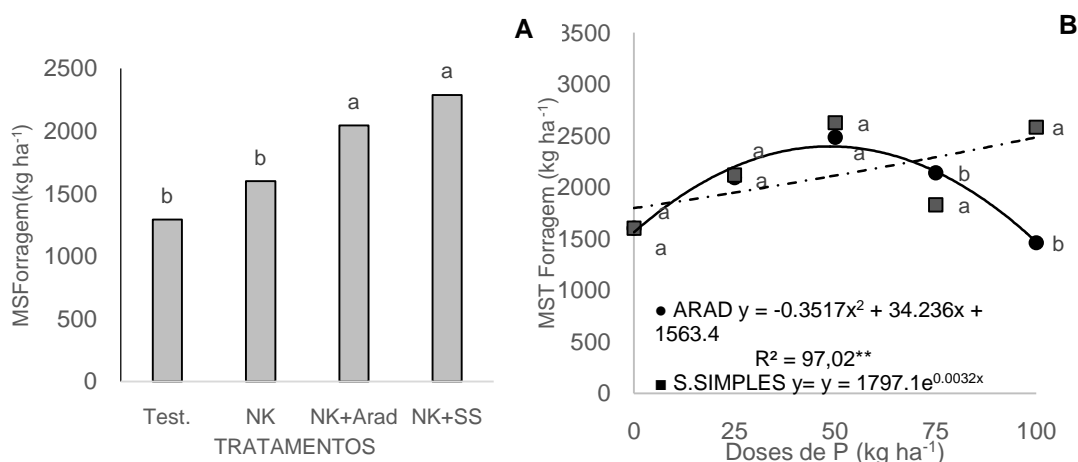 A
MSForragem(kg ha⁻¹)
2500
2000
1500
1000
500
0
b
b
a
a
Test.
NK
NK+Arad
NK+SS
TRATAMENTOS
B
MST Forragem (kg ha⁻¹)
3500
3000
2500
2000
1500
1000
500
0
a
a
a
a
a
a
b
a
a
b
● ARAD y = -0.3517x² + 34.236x +
1563.4
R² = 97,02**
■ S.SIMPLES y= y = 1797.1e^0.0032x
0
25
50
75
100
Doses de P (kg ha⁻¹)